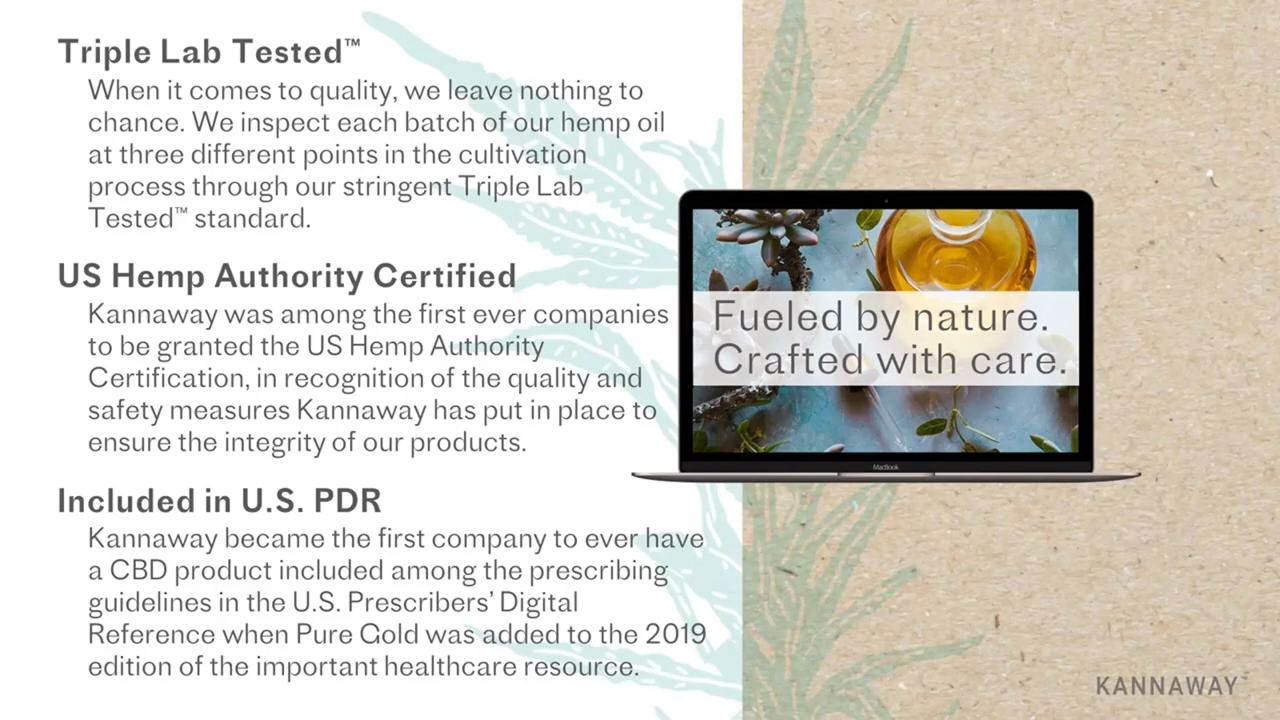 Triple Lab Tested™
When it comes to quality, we leave nothing to
chance. We inspect each batch of our hemp oil
at three different points in the cultivation
process through our stringent Triple Lab
Tested™ standard.
US Hemp Authority Certified
Kannaway was among the first ever companies
to be granted the US Hemp Authority
Certification, in recognition of the quality and
safety measures Kannaway has put in place to
ensure the integrity of our products.
Included in U.S. PDR
Kannaway became the first company to ever have
a CBD product included among the prescribing
guidelines in the U.S. Prescribers’ Digital
Reference when Pure Gold was added to the 2019
edition of the important healthcare resource.
Fueled by nature.
Crafted with care.
MacBook
KANNAWAY™